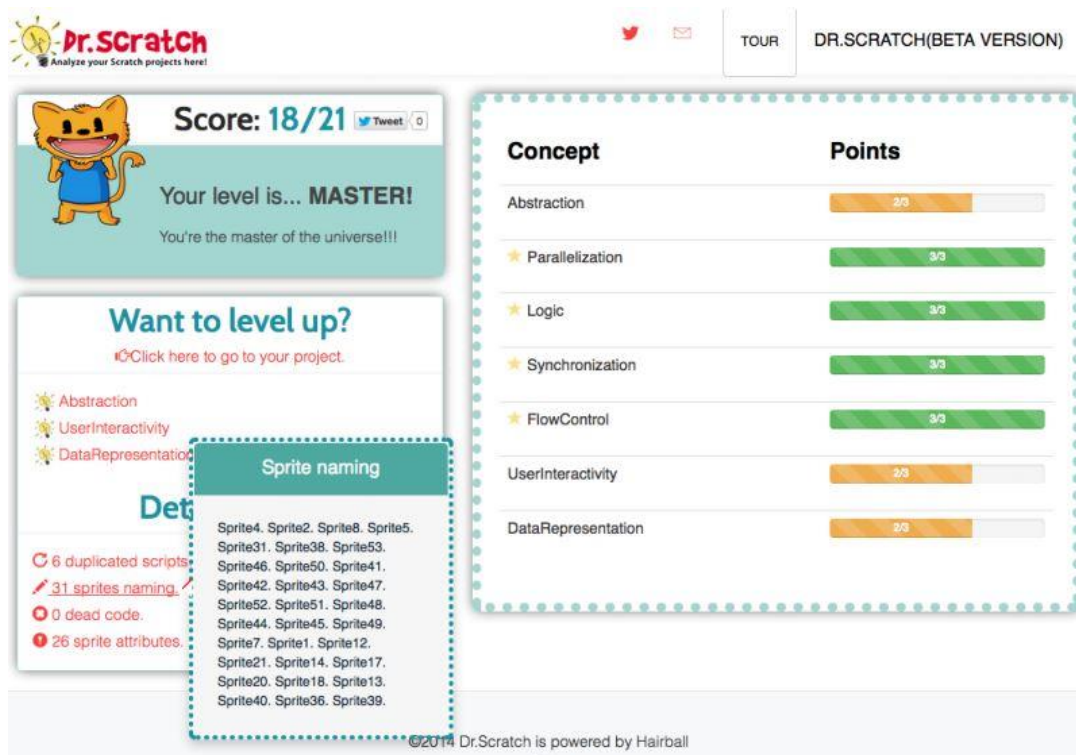 Dr.Scratch
Analyze your Scratch projects here!
TOUR
DR.SCRATCH(BETA VERSION)
Score: 18/21 Tweet 0
Your level is... MASTER!
You're the master of the universe!!!
Want to level up?
Click here to go to your project.
Abstraction
UserInteractivity
DataRepresentation
Det
6 duplicated scripts
31 sprites naming.
0 dead code.
26 sprite attributes.
Sprite naming
Sprite4. Sprite2. Sprite8. Sprite5.
Sprite31. Sprite38. Sprite53.
Sprite46. Sprite50. Sprite41.
Sprite42. Sprite43. Sprite47.
Sprite52. Sprite51. Sprite48.
Sprite44. Sprite45. Sprite49.
Sprite7. Sprite1. Sprite12.
Sprite21. Sprite14. Sprite17.
Sprite20. Sprite18. Sprite13.
Sprite40. Sprite36. Sprite39.
Concept Points
Abstraction 2/3
Parallelization 3/3
Logic 3/3
Synchronization 3/3
FlowControl 3/3
UserInteractivity 2/3
DataRepresentation 2/3
©2014 Dr.Scratch is powered by Hairball